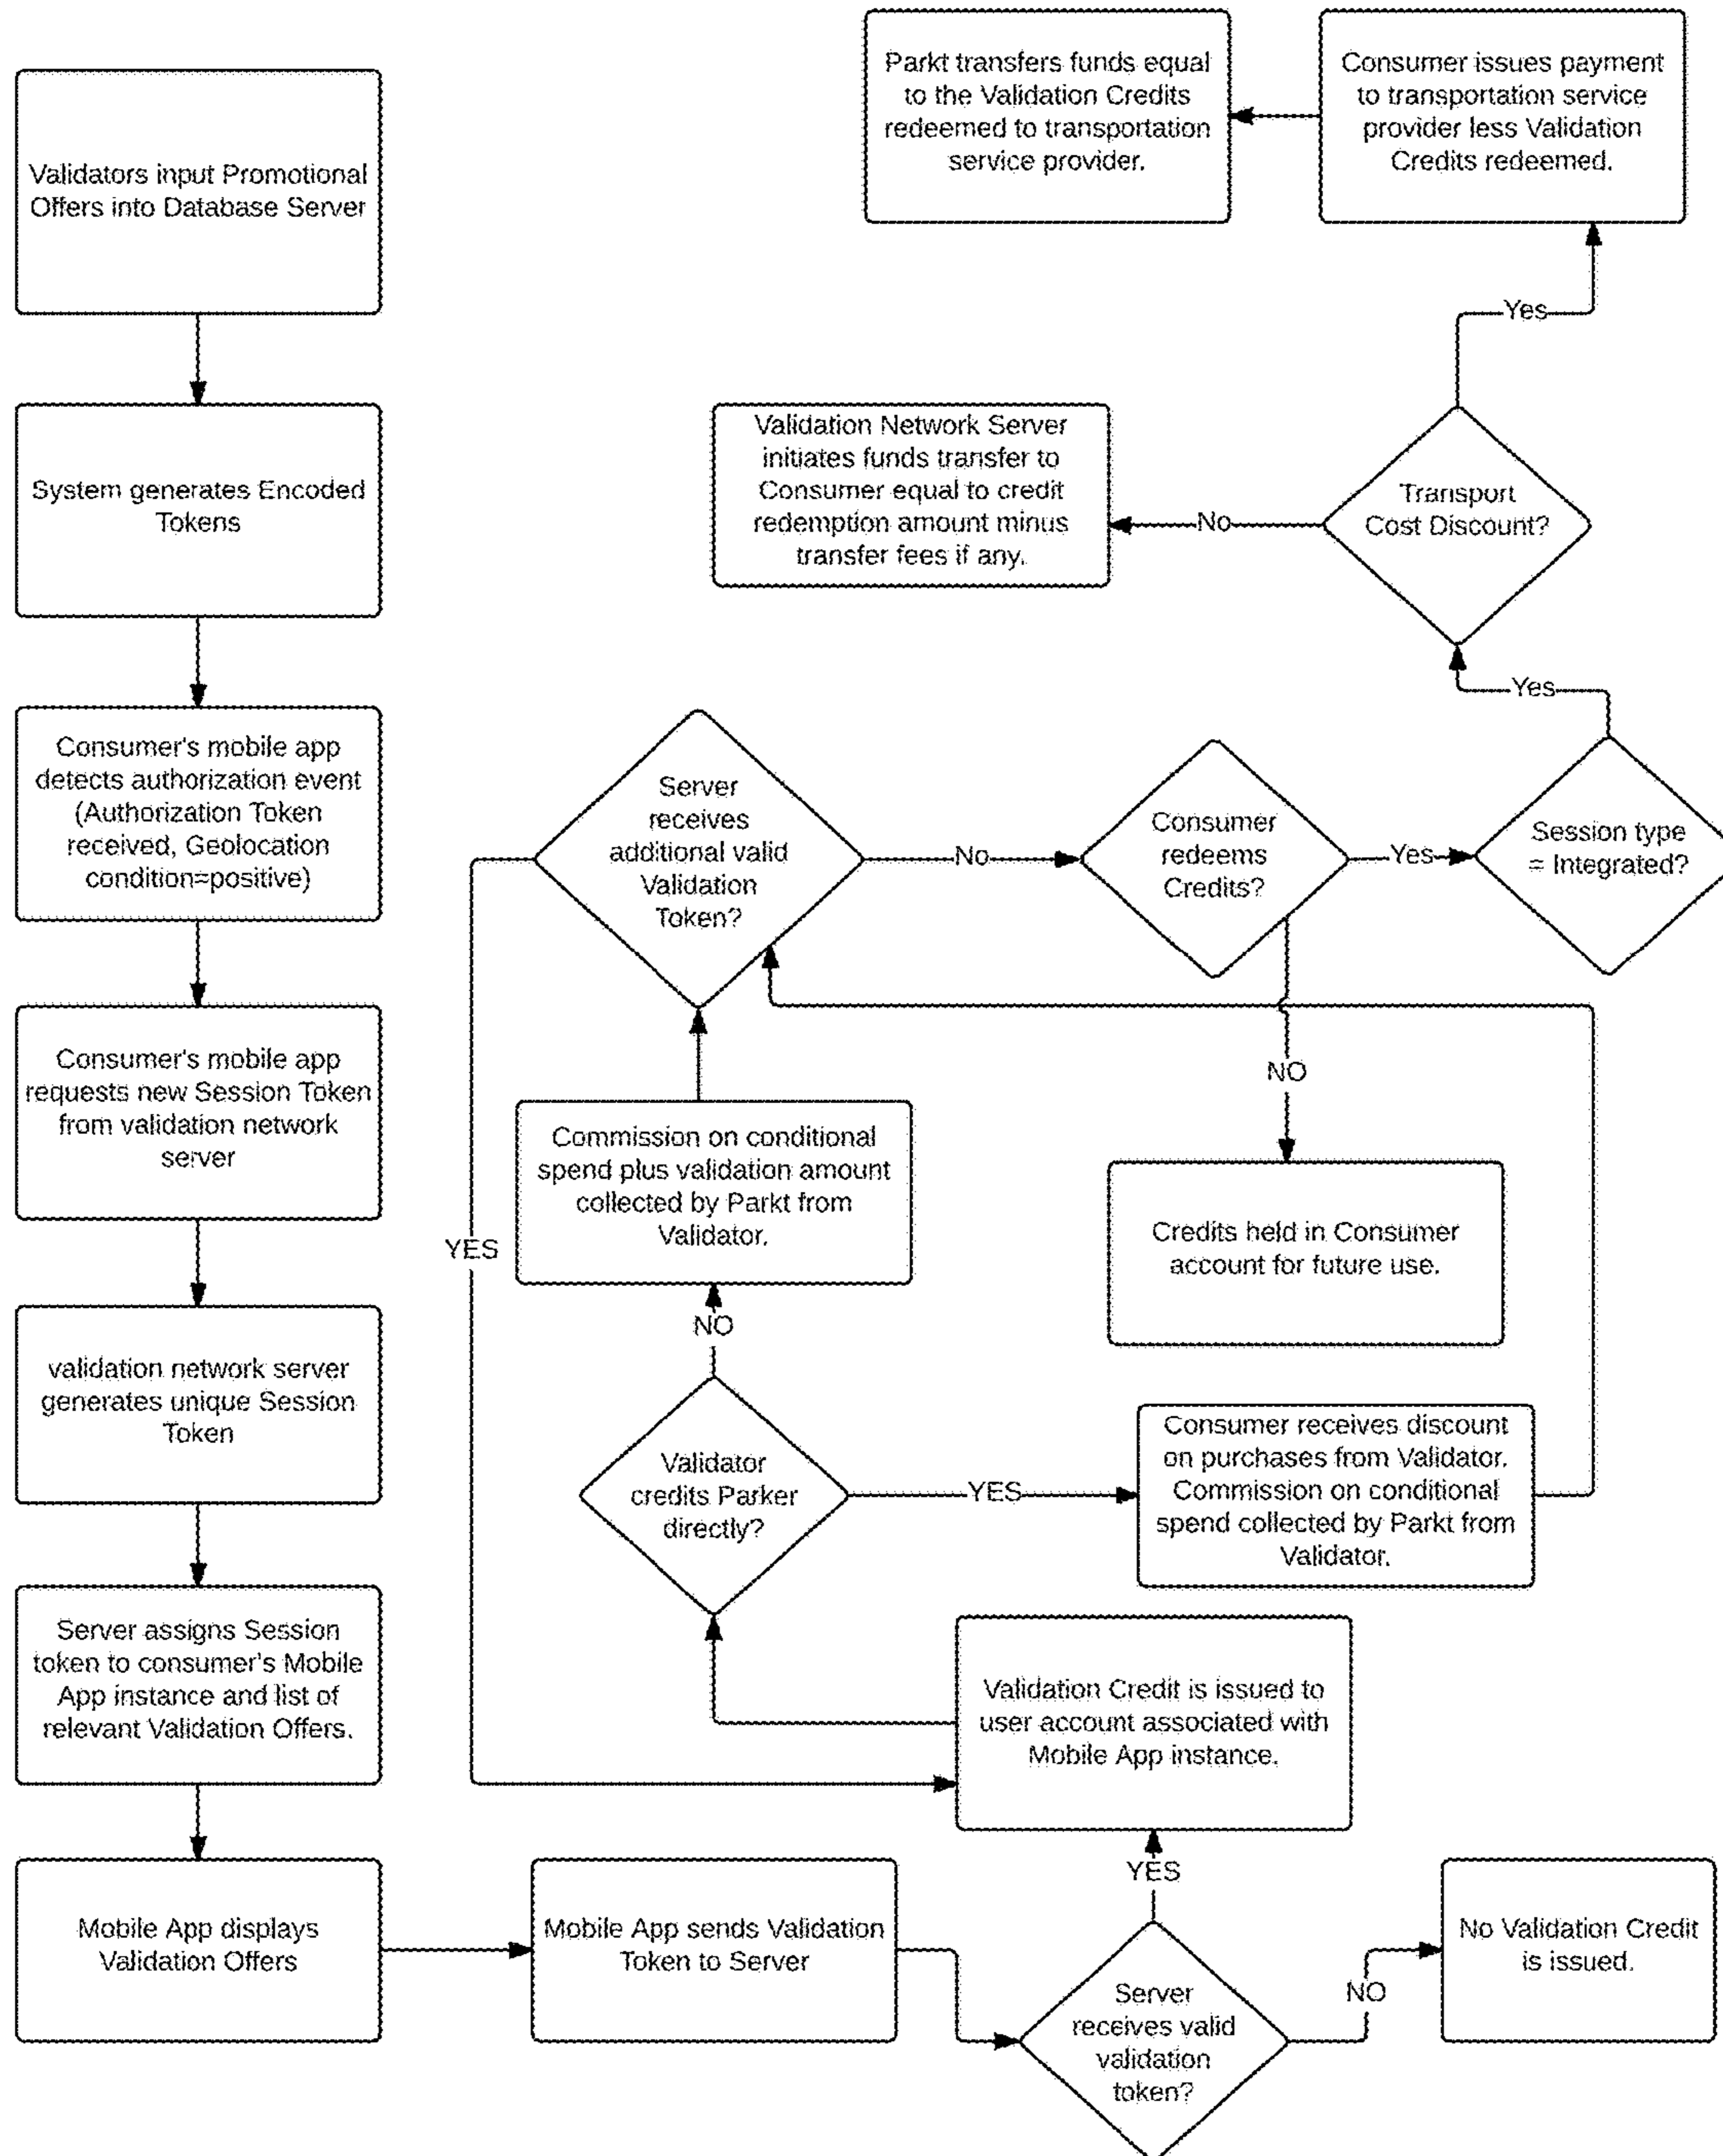 Parkt transfers funds equal
to the Validation Credits
redeemed to transportation
service provider.
Consumer issues payment
to transportation service
provider less Validation
Credits redeemed.
Validators input Promotional
Offers into Database Server
Yes
Validation Network Server
initiates funds transfer to
Consumer equal to credit
redemption amount minus
transfer fees if any.
No
Transport
Cost Discount?
System generates Encoded
Tokens
Yes
Consumer's mobile app
detects authorization event
(Authorization Token
received, Geolocation
condition=positive)
Server
receives
additional valid
Validation
Token?
No
Consumer
redeems
Credits?
Yes
Session type
= Integrated?
Consumer's mobile app
requests new Session Token
from validation network
server
NO
Commission on conditional
spend plus validation amount
collected by Parkt from
Validator.
YES
Credits held in Consumer
account for future use.
NO
validation network server
generates unique Session
Token
Validator
credits Parker
directly?
YES
Consumer receives discount
on purchases from Validator.
Commission on conditional
spend collected by Parkt from
Validator.
Server assigns Session
token to consumer's Mobile
App instance and list of
relevant Validation Offers.
Validation Credit is issued to
user account associated with
Mobile App instance.
YES
Mobile App displays
Validation Offers
Mobile App sends Validation
Token to Server
Server
receives valid
validation
token?
NO
No Validation Credit
is issued.